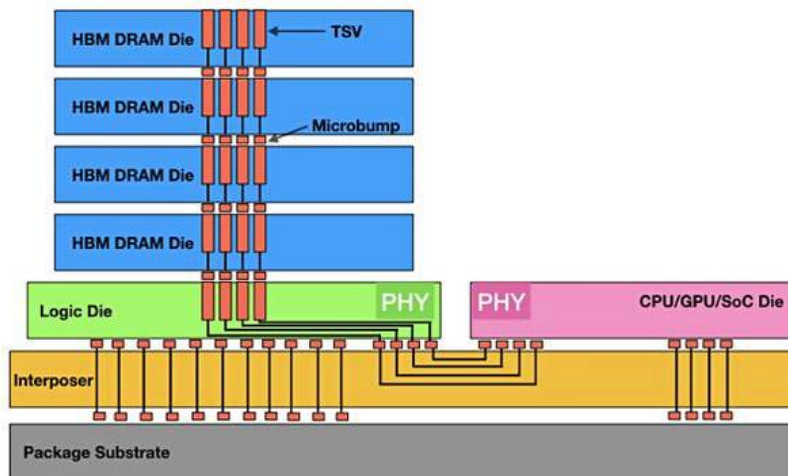 HBM DRAM Die
TSV
HBM DRAM Die
Microbump
HBM DRAM Die
HBM DRAM Die
Logic Die
PHY
PHY
CPU/GPU/SoC Die
Interposer
Package Substrate